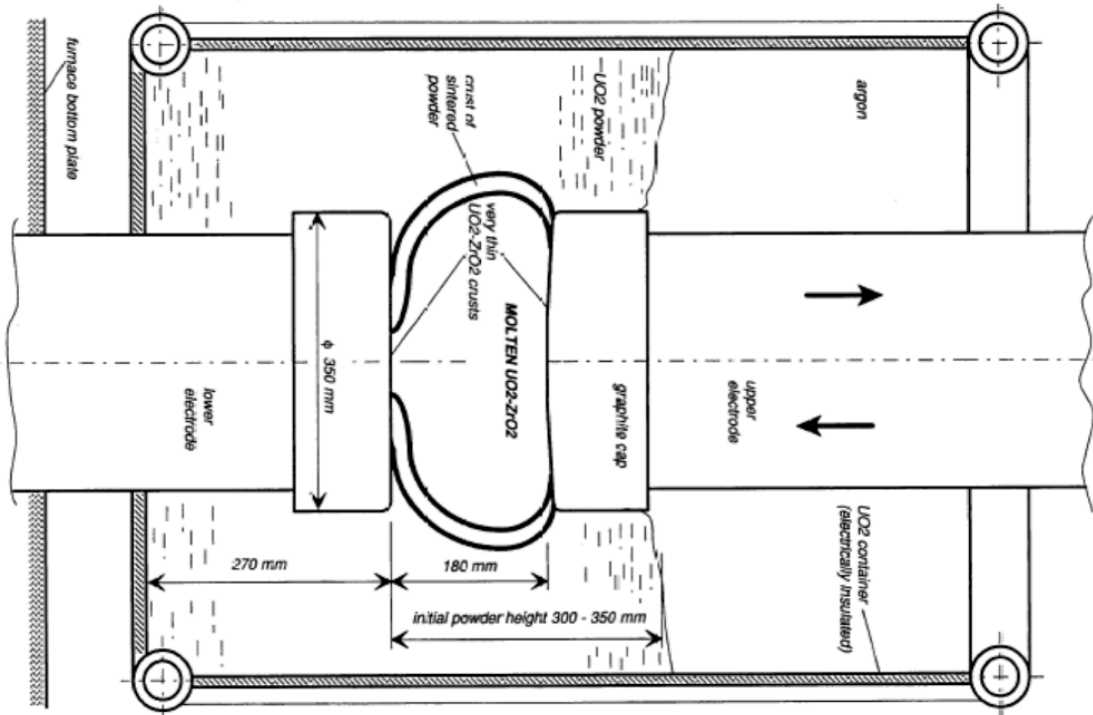 furnace bottom plate
crust of
sintered
powder
UO2 powder
argon
very thin
UO2-ZrO2 crusts
MOLTEN UO2-ZrO2
ϕ 350 mm
lower
electrode
graphite cap
upper
electrode
UO2 container
(electrically insulated)
270 mm
180 mm
initial powder height 300 - 350 mm